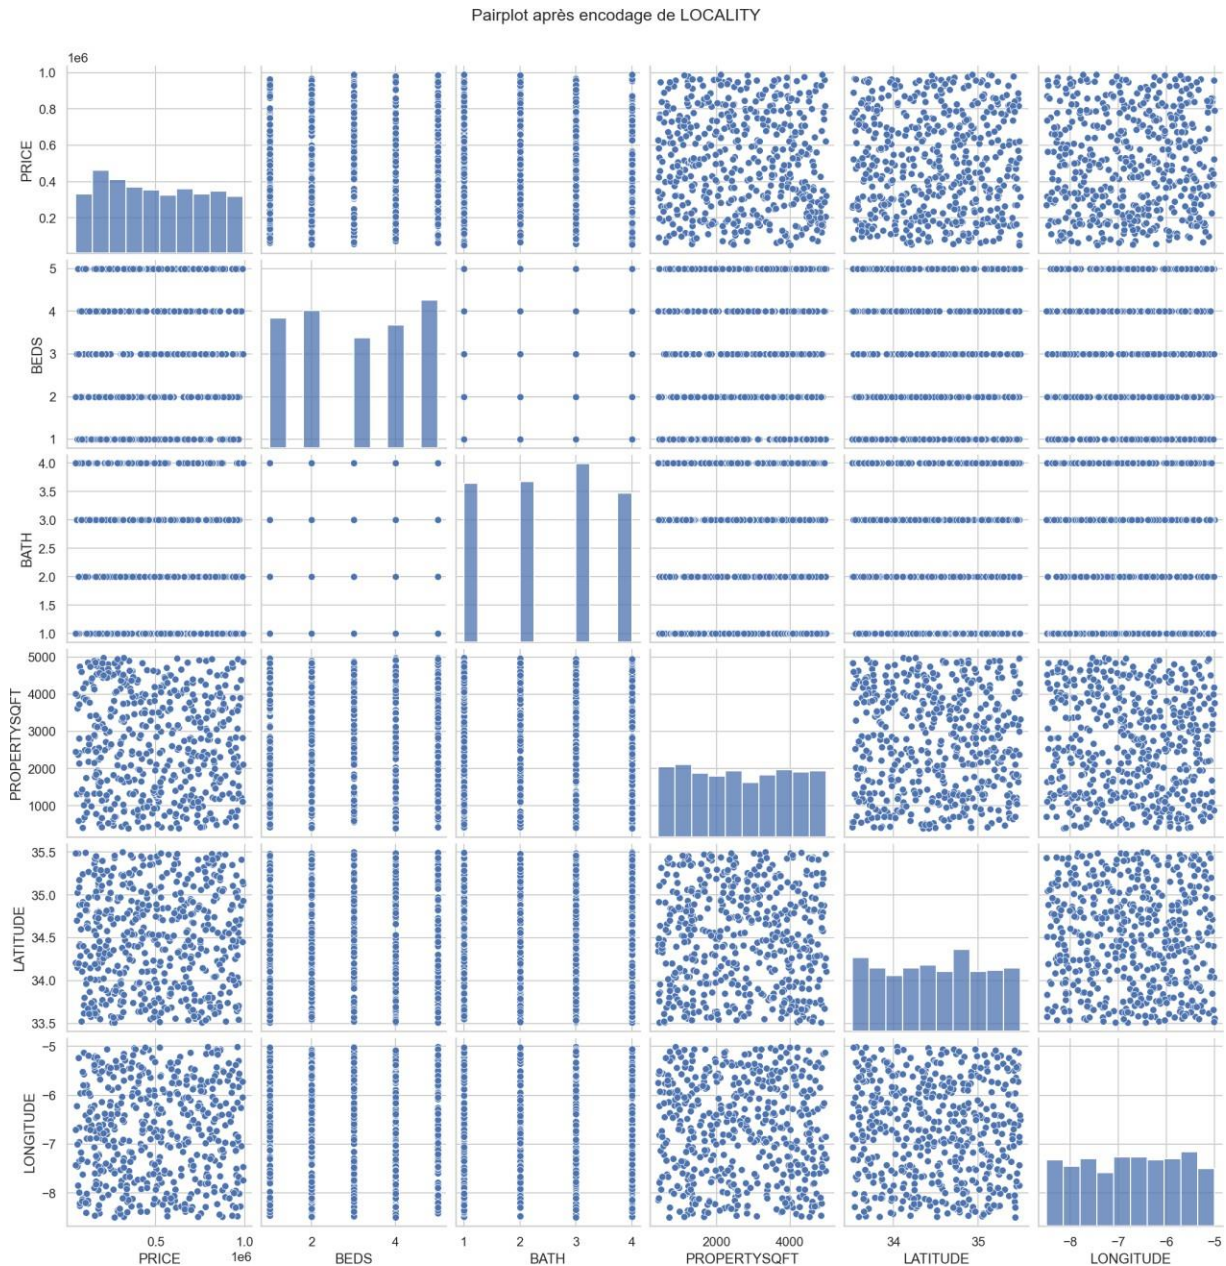 Pairplot après encodage de LOCALITY
1e6
1.0
0.8
0.6
0.4
0.2
PRICE
5
4
3
2
1
BEDS
4.0
3.5
3.0
2.5
2.0
1.5
1.0
BATH
5000
4000
3000
2000
1000
PROPERTYSQFT
35.5
35.0
34.5
34.0
33.5
LATITUDE
−5
−6
−7
−8
LONGITUDE
0.5 1.0
1e6
PRICE
2 4
BEDS
1 2 3 4
BATH
2000 4000
PROPERTYSQFT
34 35
LATITUDE
−8 −7 −6 −5
LONGITUDE